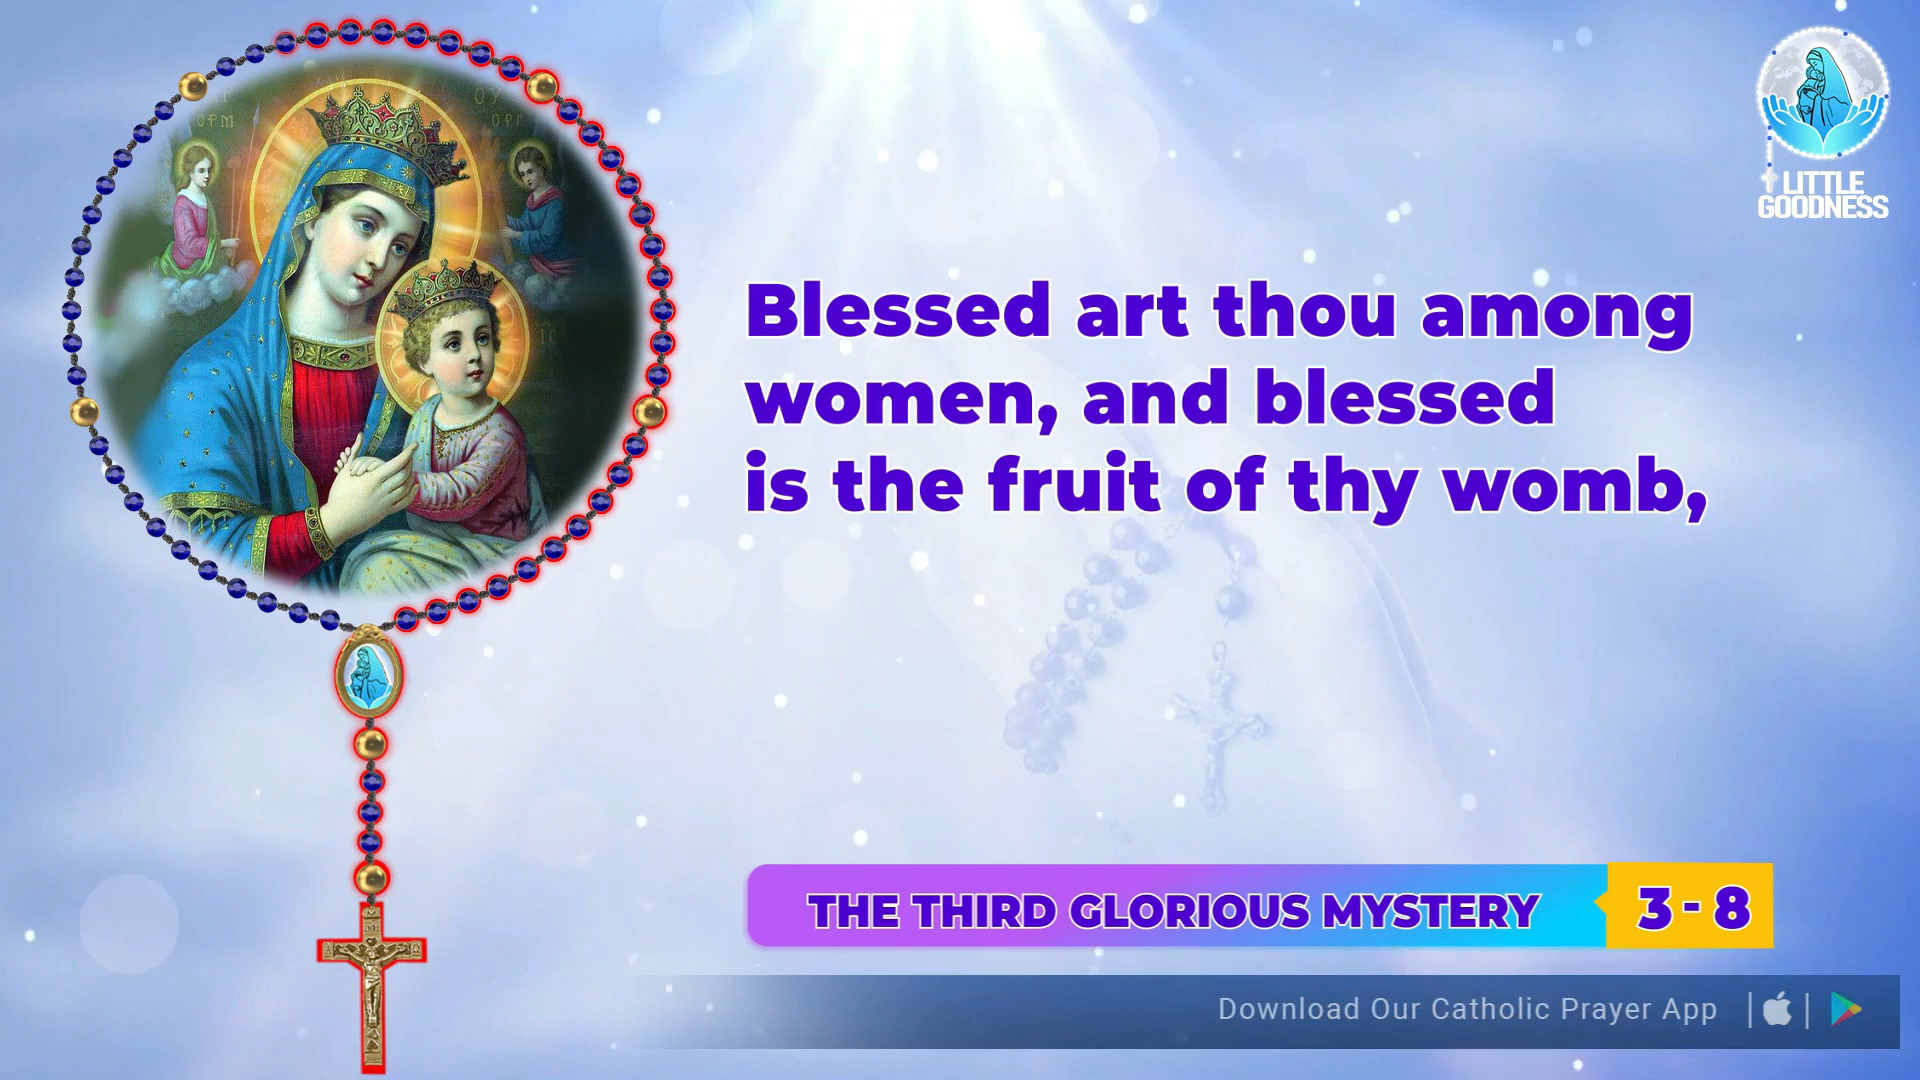 LITTLE
GOODNESS
Blessed art thou among
women, and blessed
is the fruit of thy womb,
THE THIRD GLORIOUS MYSTERY 3 - 8
Download Our Catholic Prayer App
INRI